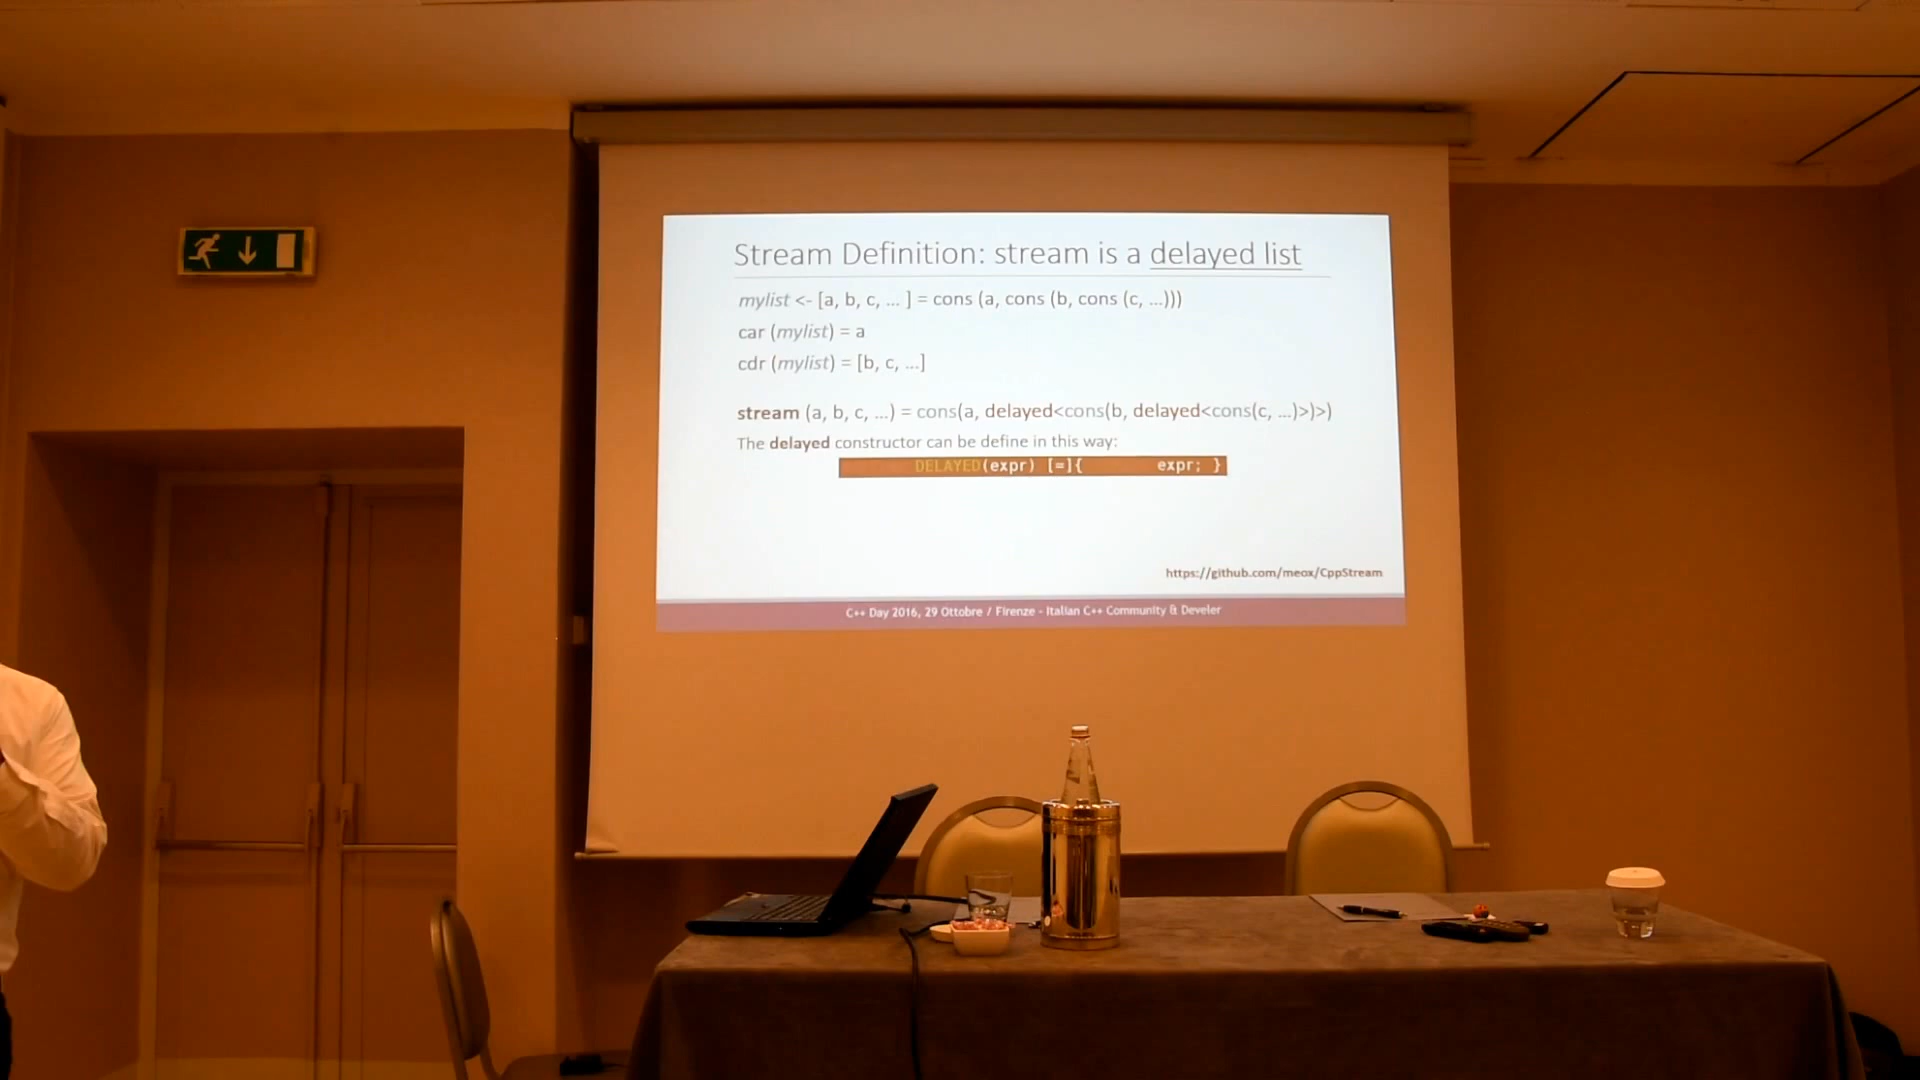 Stream Definition: stream is a delayed list
mylist <- [a, b, c, ... ] = cons (a, cons (b, cons (c, ...)))
car (mylist) = a
cdr (mylist) = [b, c, ...]
stream (a, b, c, ...) = cons(a, delayed<cons(b, delayed<cons(c, ...)>)>)
The delayed constructor can be define in this way:
DELAYED(expr) [=]{ expr; }
https://github.com/meox/CppStream
C++ Day 2016, 29 Ottobre / Firenze - Italian C++ Community & Develer